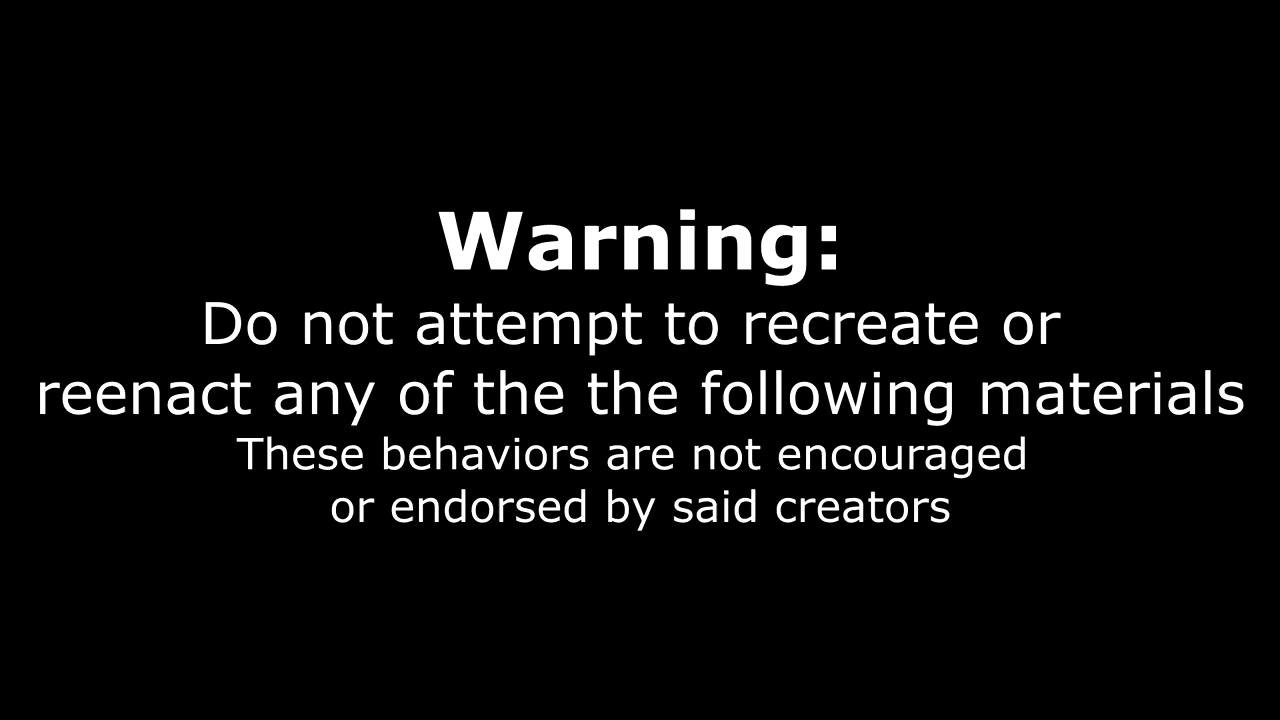 Warning:
Do not attempt to recreate or
reenact any of the the following materials
These behaviors are not encouraged
or endorsed by said creators